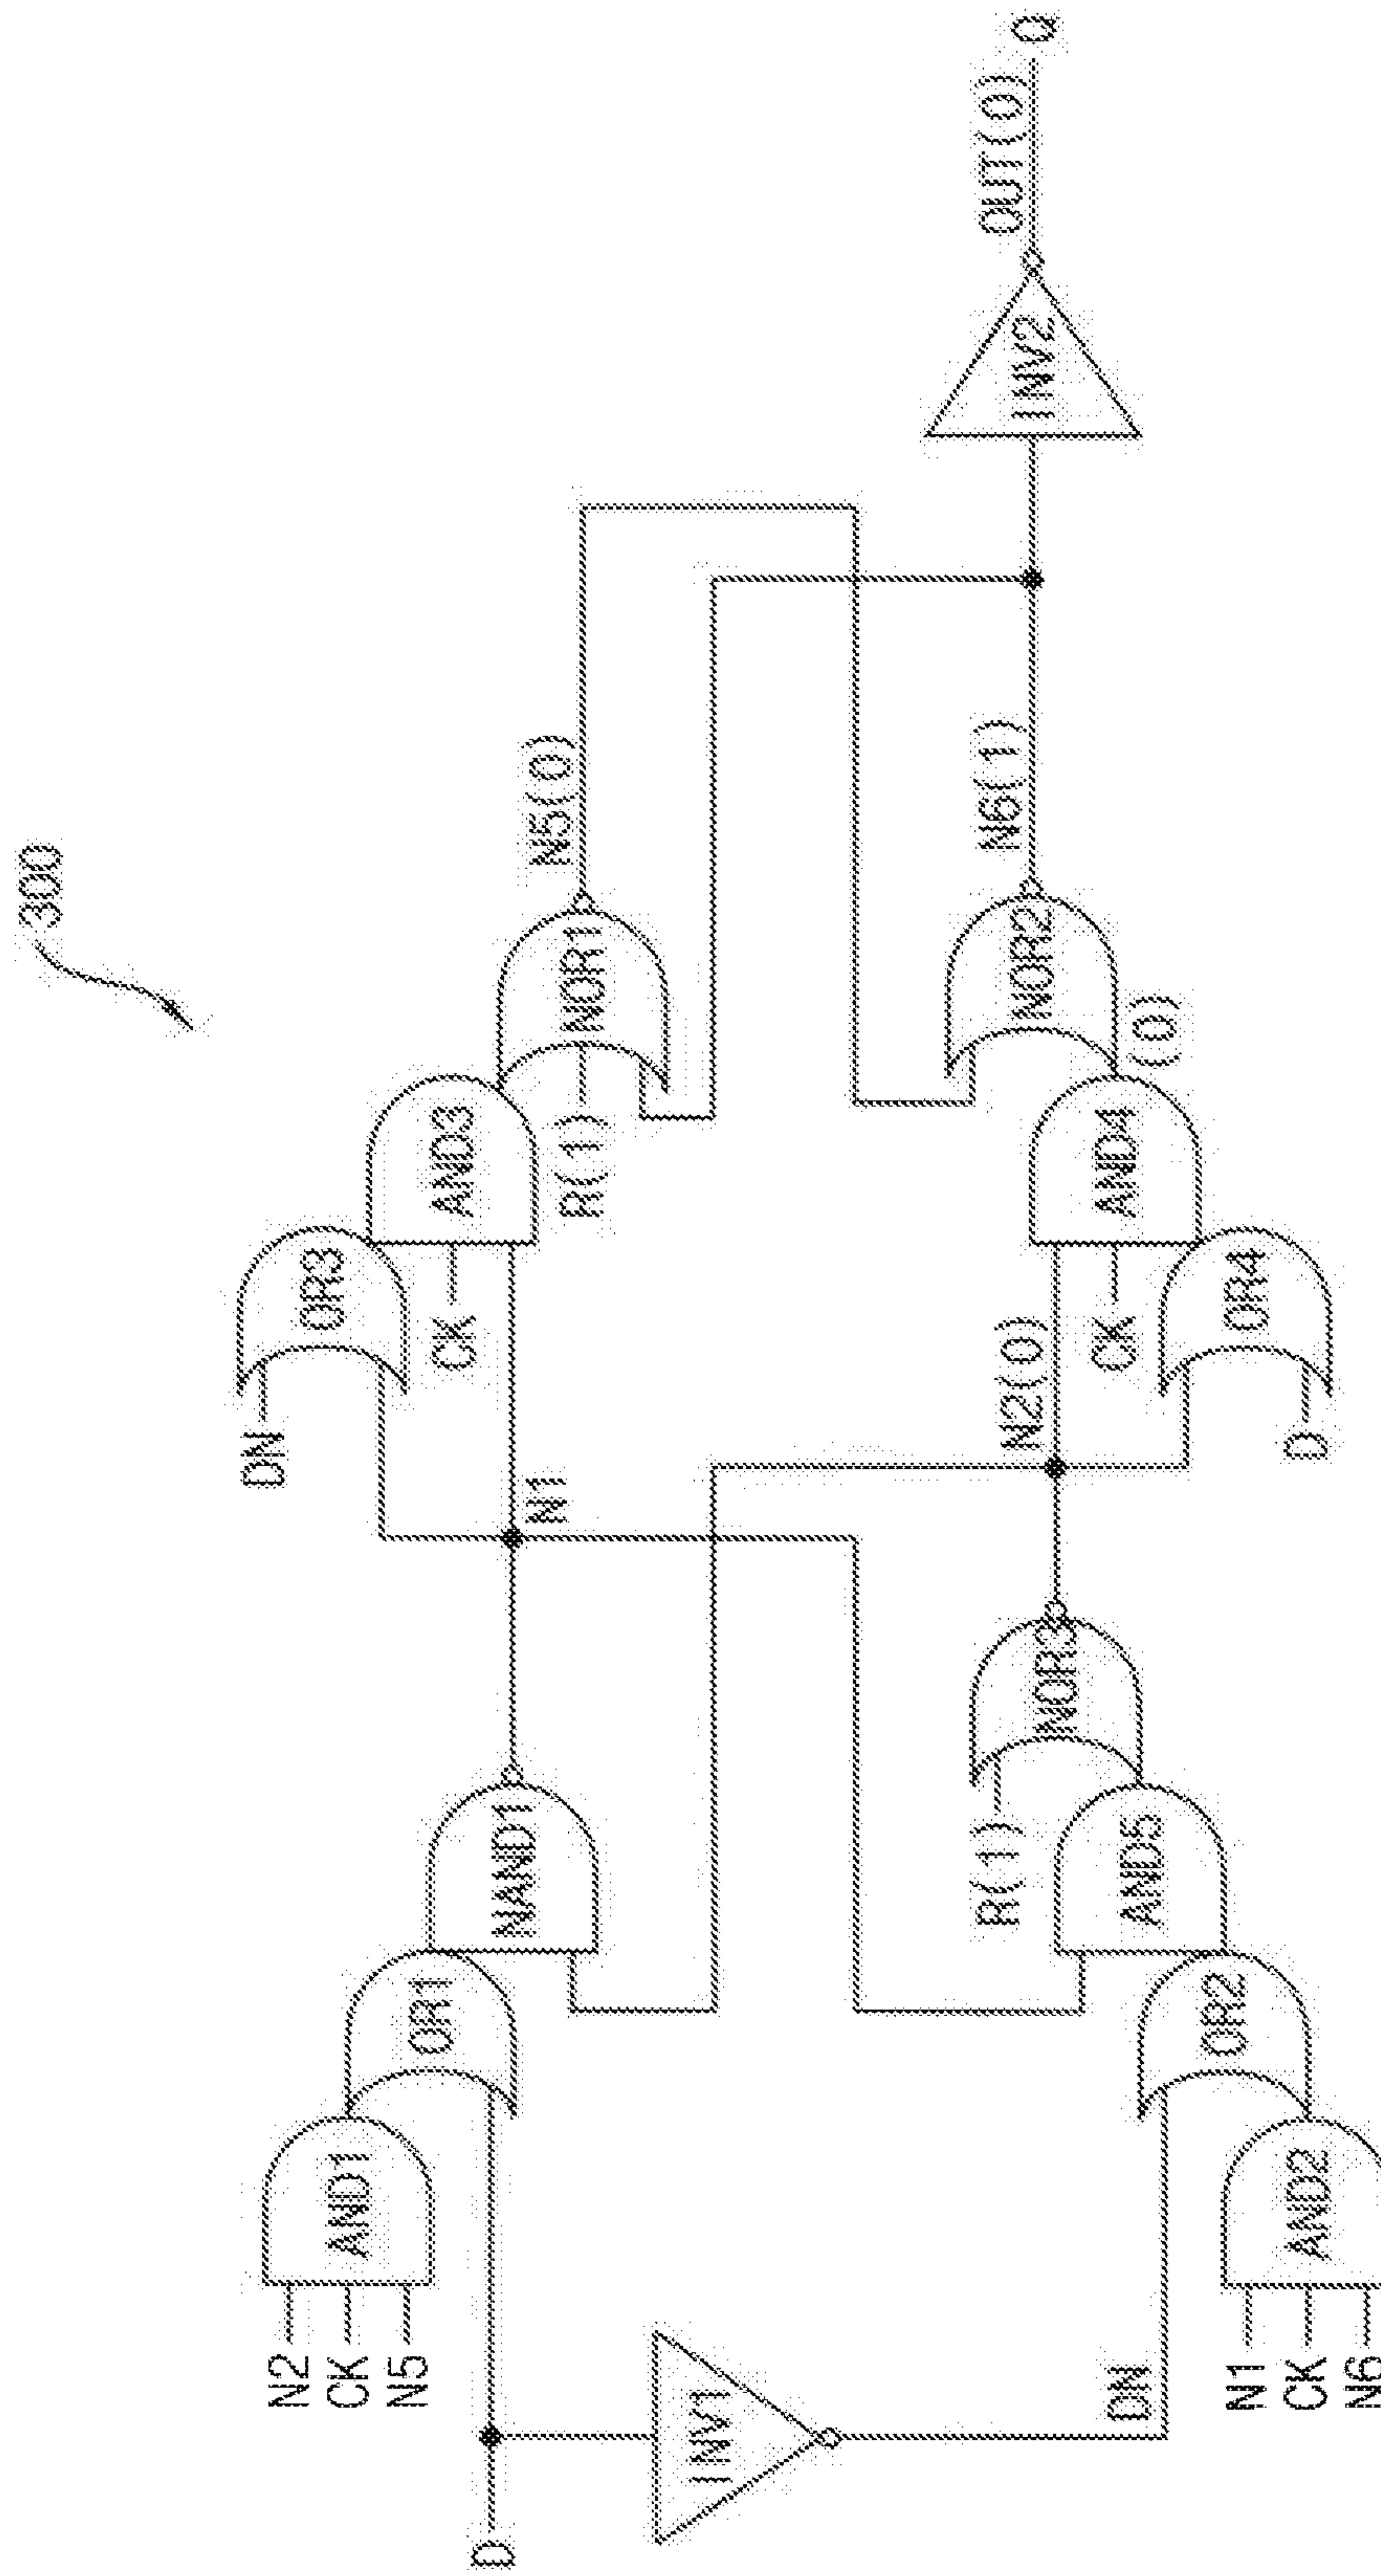 300
D
INV1
DN
N2
CK
N5
AND1
OR1
NAND1
N1
DN
OR3
CK
AND3
R(1)
NOR1
N5(0)
N1
CK
N6
AND2
OR2
AND5
R(1)
NOR3
N2(0)
D
OR4
CK
AND4
(0)
NOR2
N6(1)
INV2
OUT(0)
Q